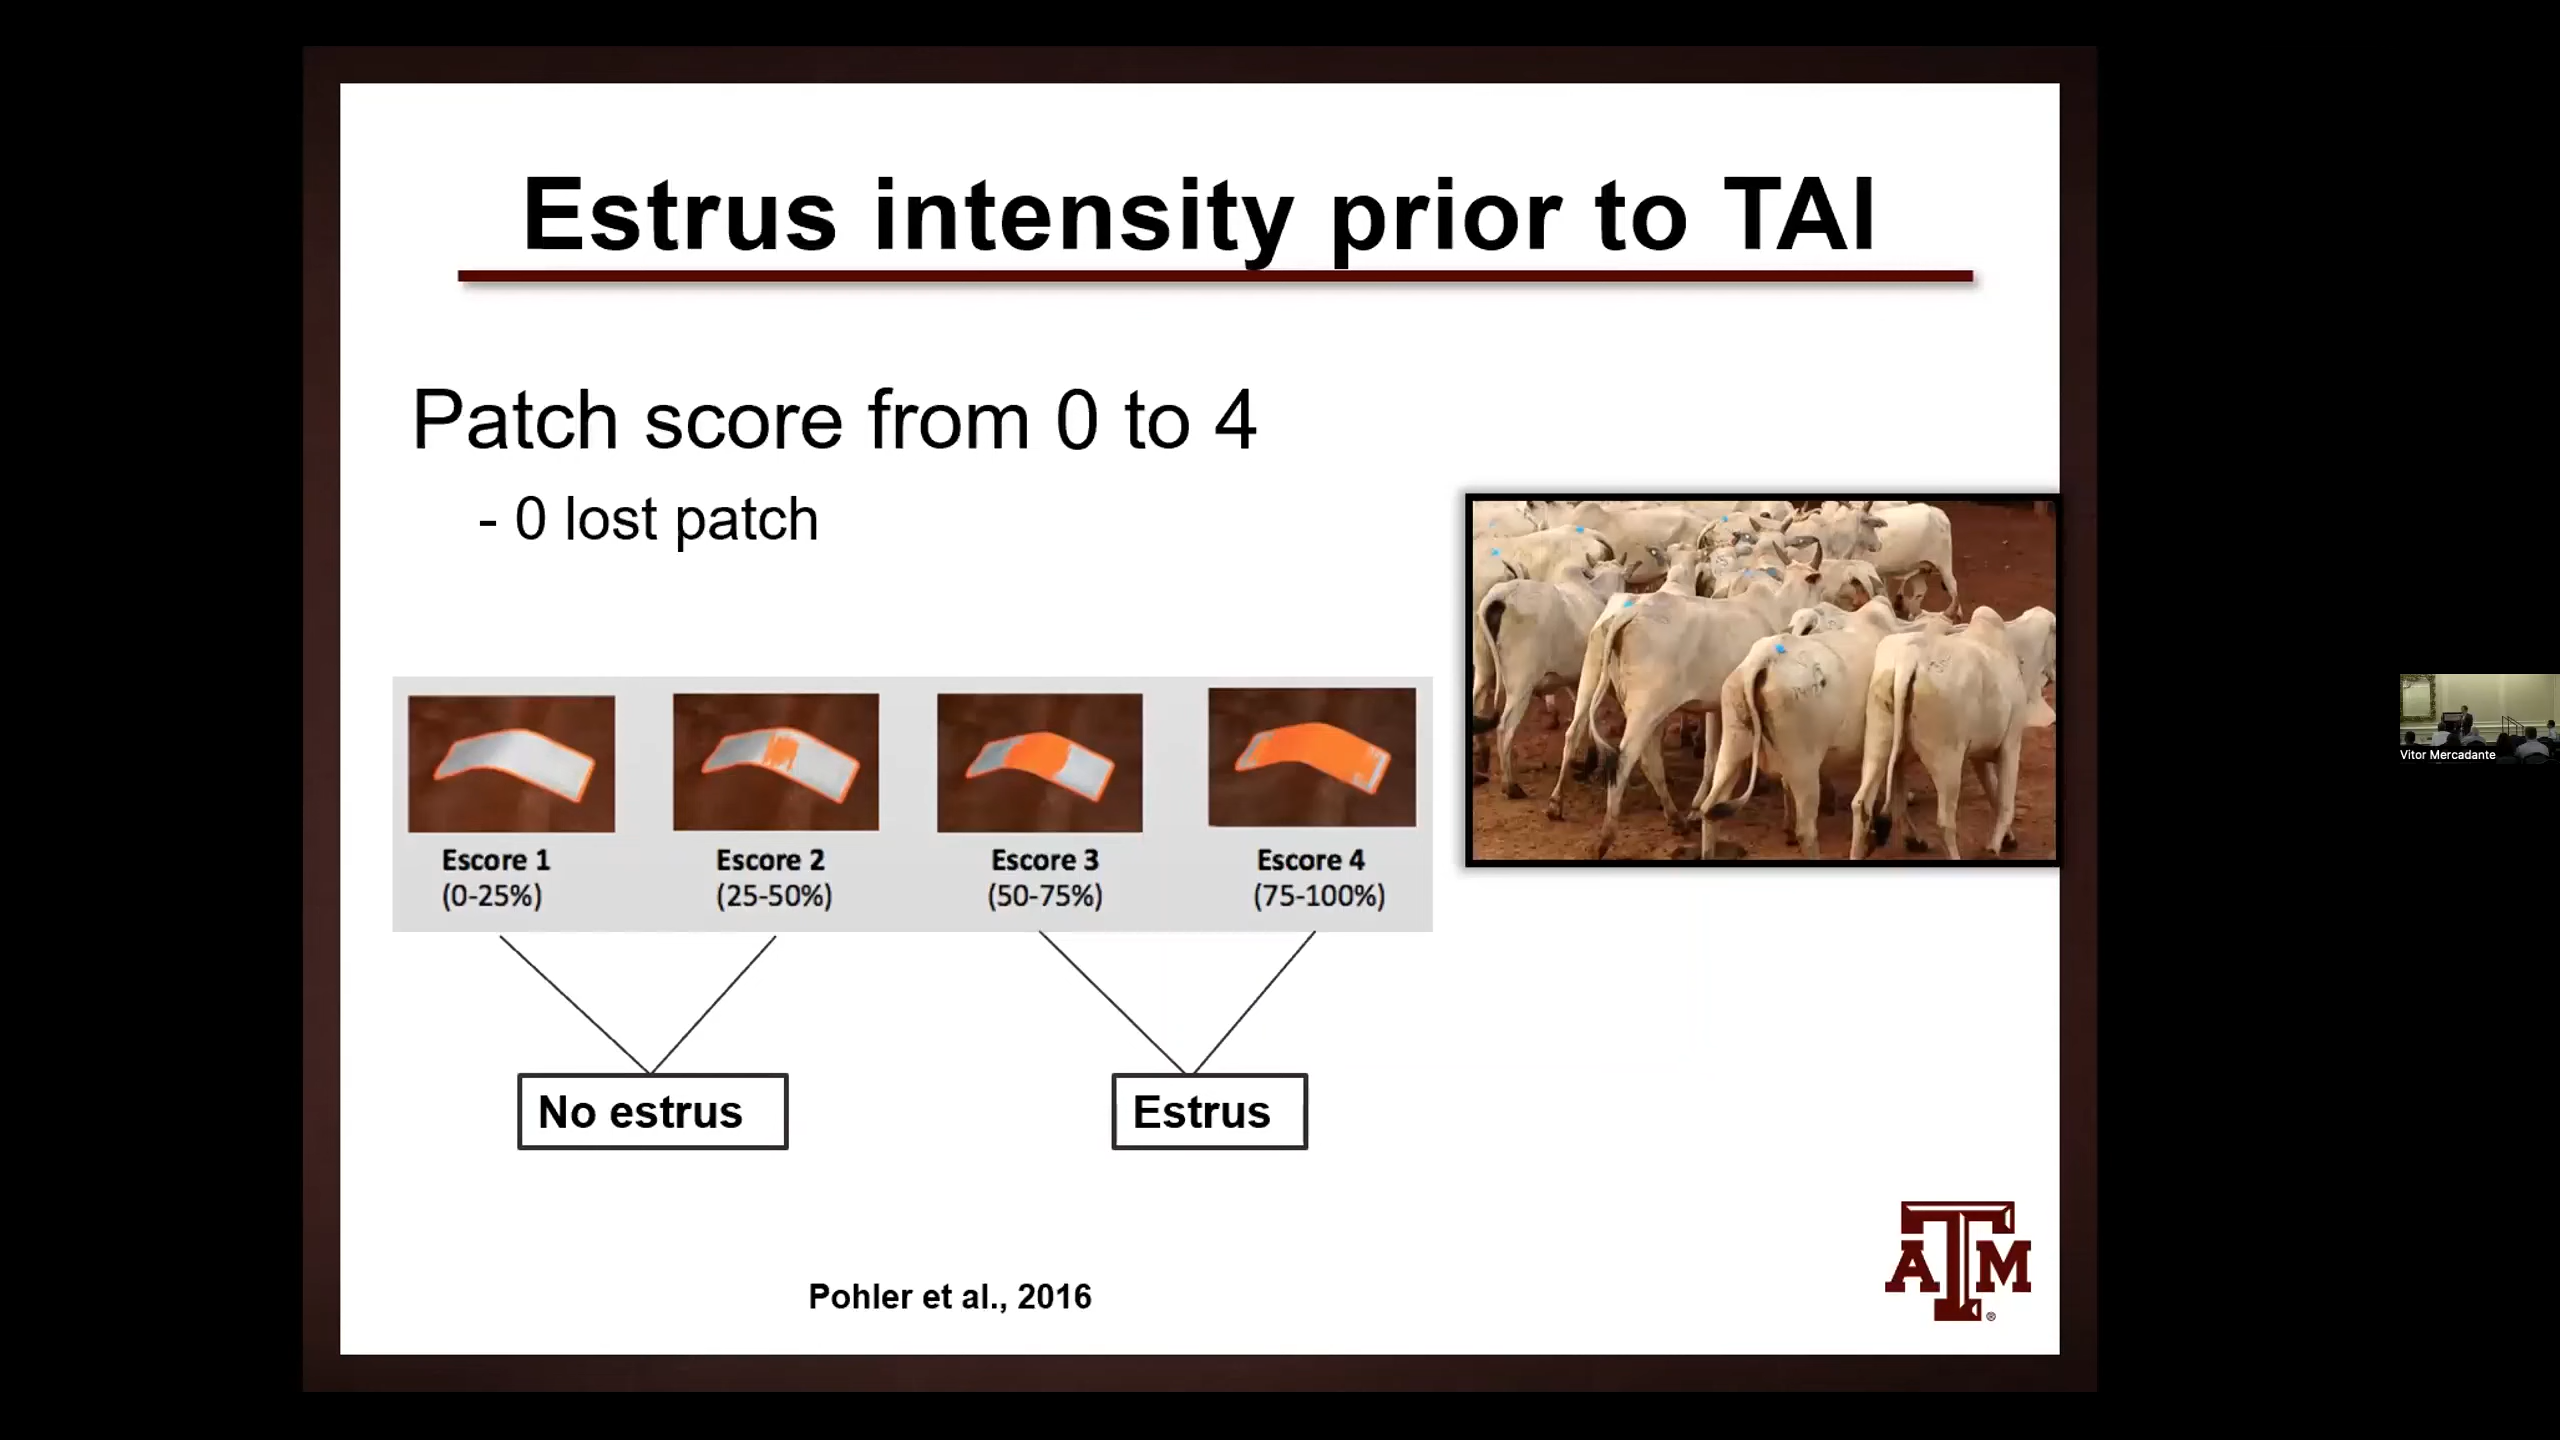 Estrus intensity prior to TAI
Patch score from 0 to 4
- 0 lost patch
Escore 1
(0-25%)
Escore 2
(25-50%)
Escore 3
(50-75%)
Escore 4
(75-100%)
No estrus
Estrus
Pohler et al., 2016
ATM
®
Vitor Mercadante